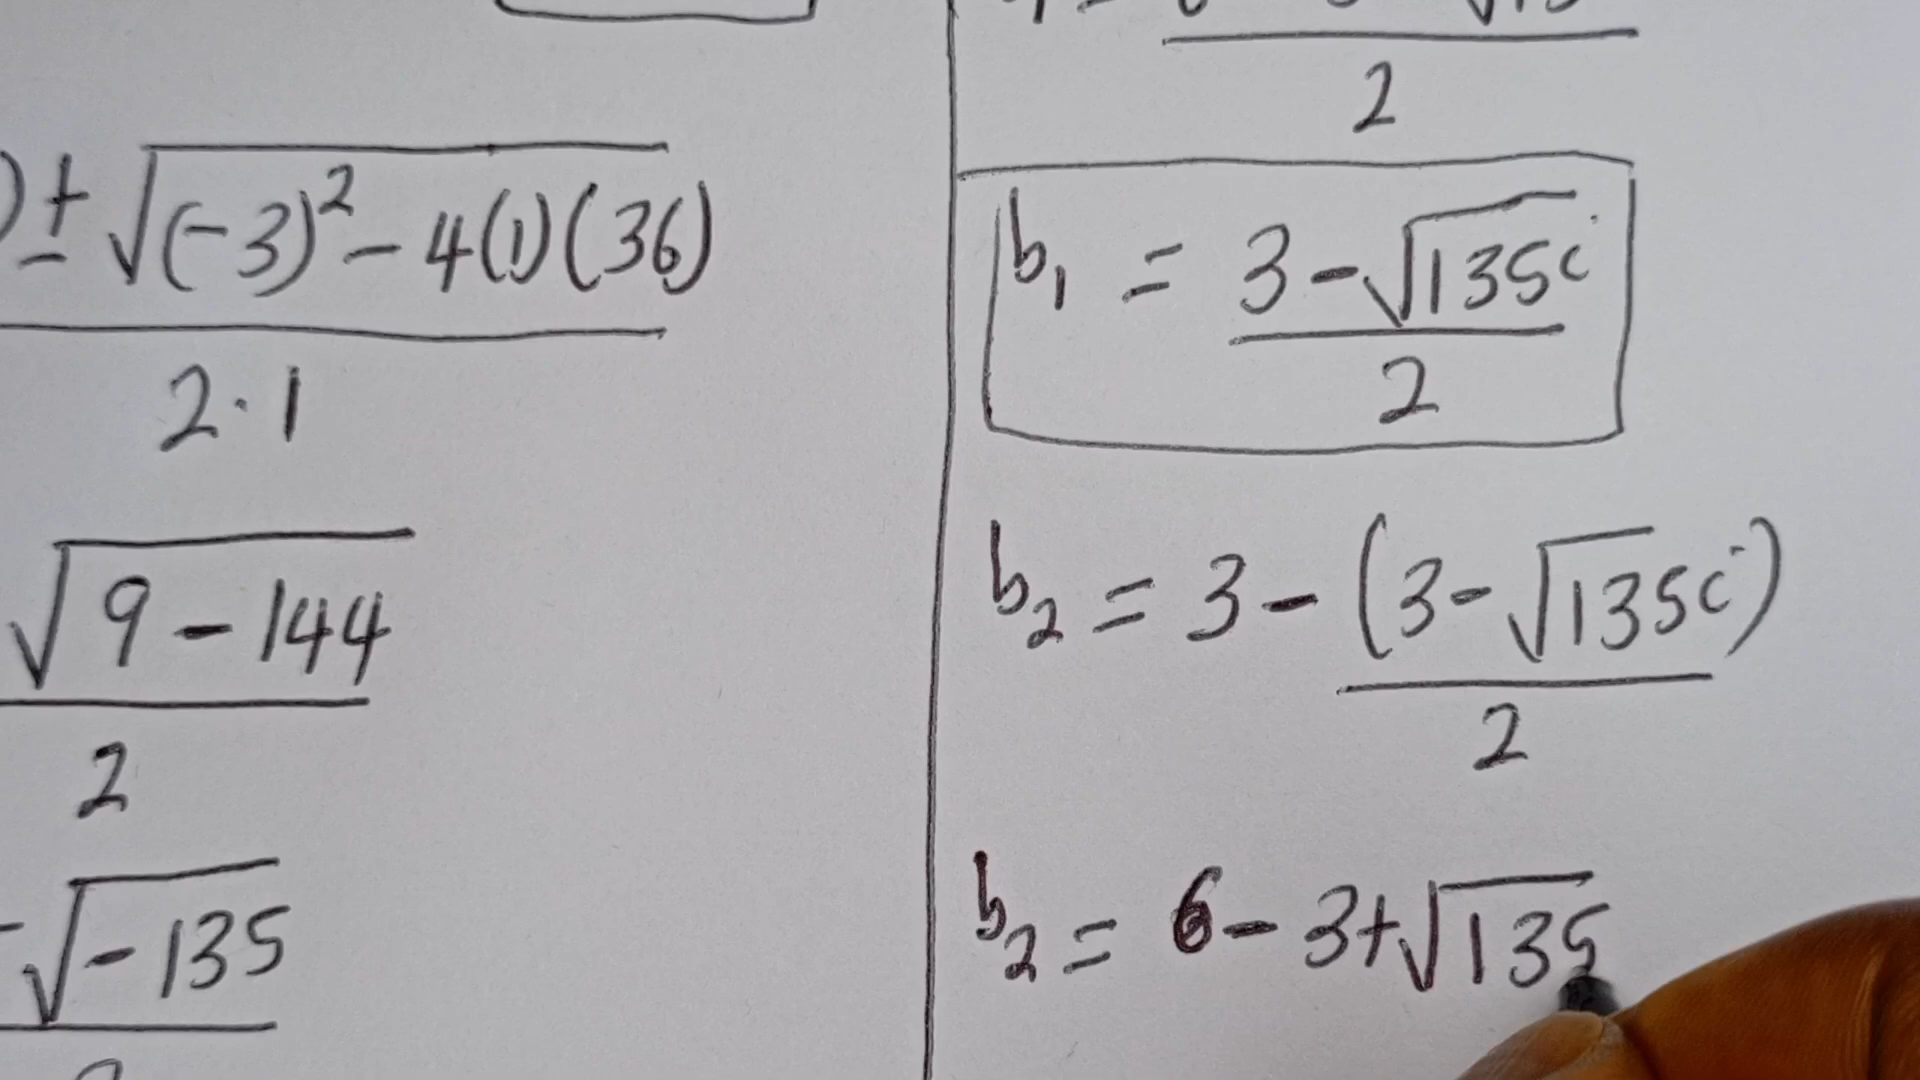 ) ± √(-3)² - 4(1)(36)
2·1
√9 - 144
2
- √-135
2
b₁ = 3 - √135i
2
b₂ = 3 - (3 - √135i)
2
b₂ = 6 - 3 + √135